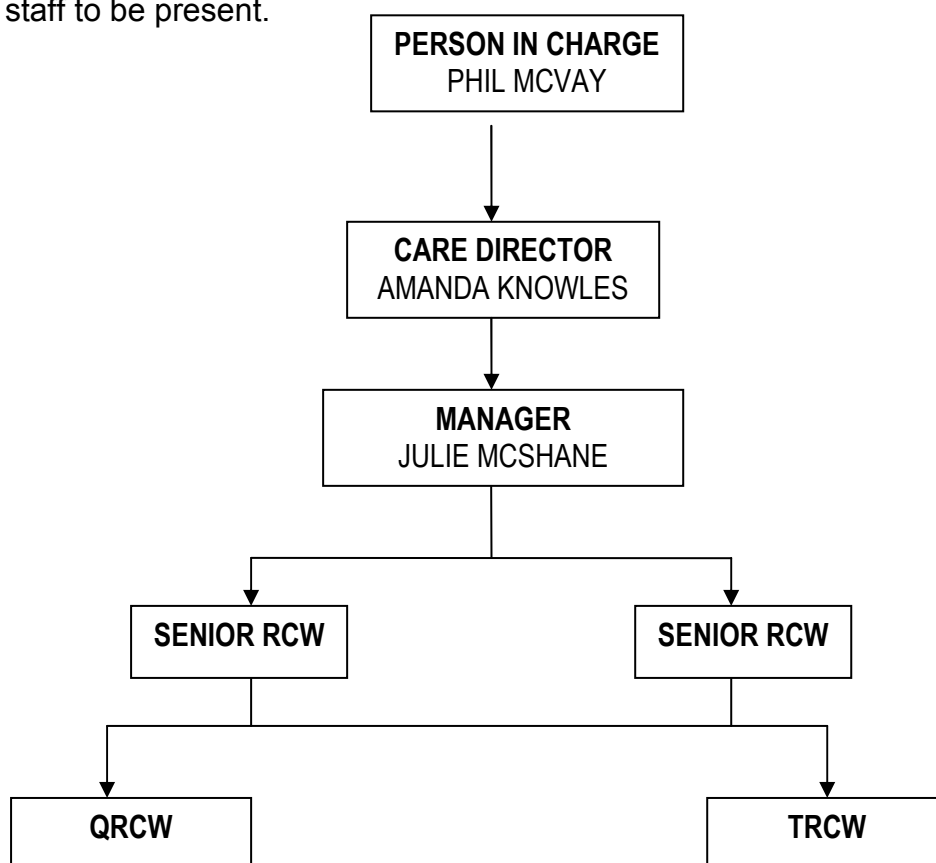 staff to be present.
PERSON IN CHARGE
PHIL MCVAY
CARE DIRECTOR
AMANDA KNOWLES
MANAGER
JULIE MCSHANE
SENIOR RCW
SENIOR RCW
QRCW
TRCW